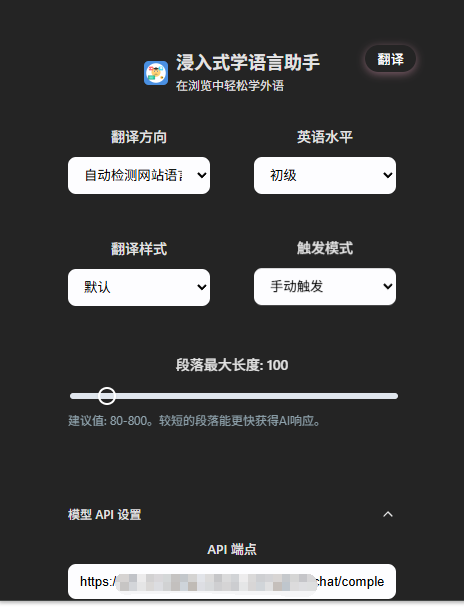 浸入式学语言助手
翻译
在浏览中轻松学外语
翻译方向
英语水平
自动检测网站语言
初级
翻译样式
触发模式
默认
手动触发
段落最大长度: 100
建议值: 80-800。较短的段落能更快获得AI响应。
模型 API 设置
API 端点
https:/ chat/comple